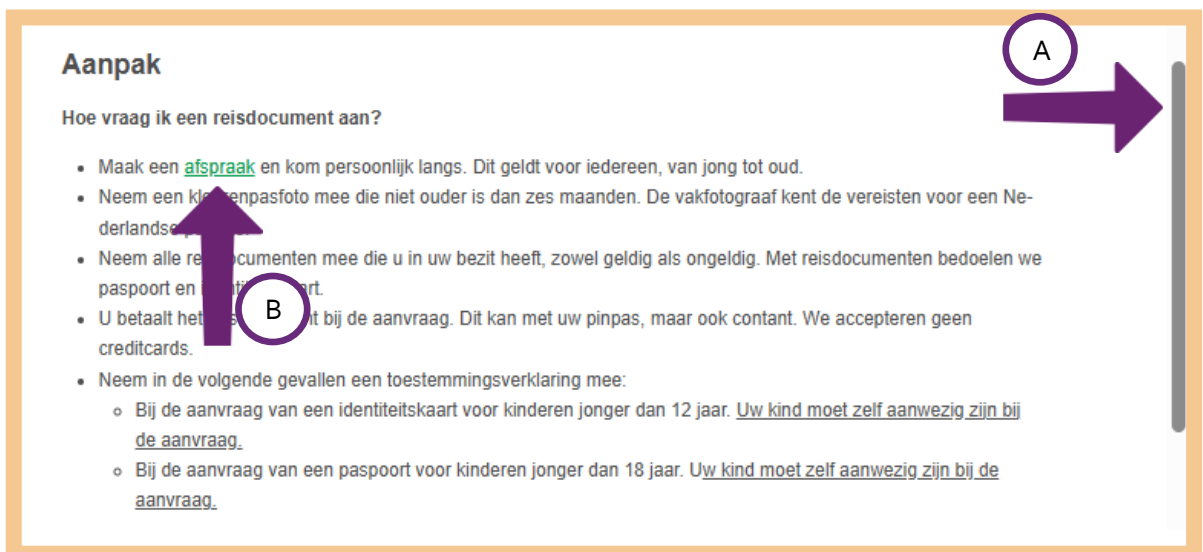 Aanpak
A
Hoe vraag ik een reisdocument aan?
Maak een afspraak en kom persoonlijk langs. Dit geldt voor iedereen, van jong tot oud.
Neem een mee die niet ouder is dan zes maanden. De vakfotograaf kent de vereisten voor een Ne-
derlandse
Neem alle mee die u in uw bezit heeft, zowel geldig als ongeldig. Met reisdocumenten bedoelen we
paspoort en
B
U betaalt het bij de aanvraag. Dit kan met uw pinpas, maar ook contant. We accepteren geen
creditcards.
Neem in de volgende gevallen een toestemmingsverklaring mee:
Bij de aanvraag van een identiteitskaart voor kinderen jonger dan 12 jaar. Uw kind moet zelf aanwezig zijn bij
de aanvraag.
Bij de aanvraag van een paspoort voor kinderen jonger dan 18 jaar. Uw kind moet zelf aanwezig zijn bij de
aanvraag.